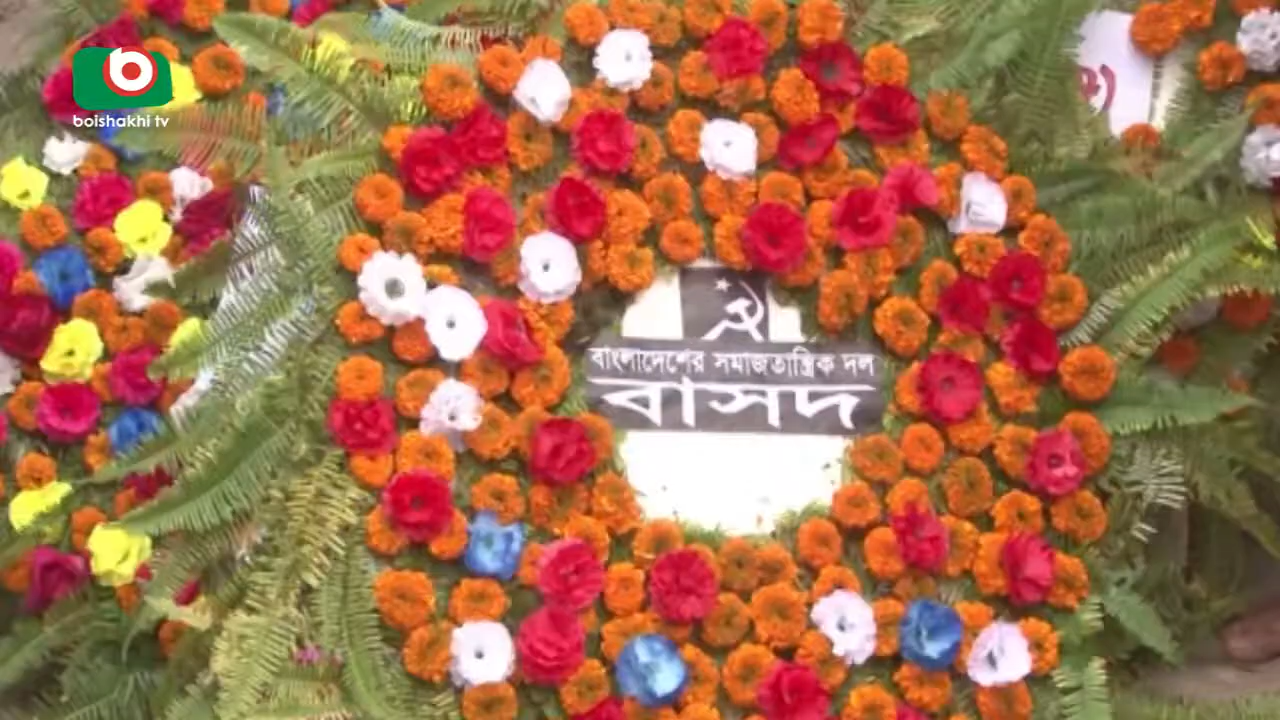 boishakhi tv
বাংলাদেশের সমাজতান্ত্রিক দল
বাসদ